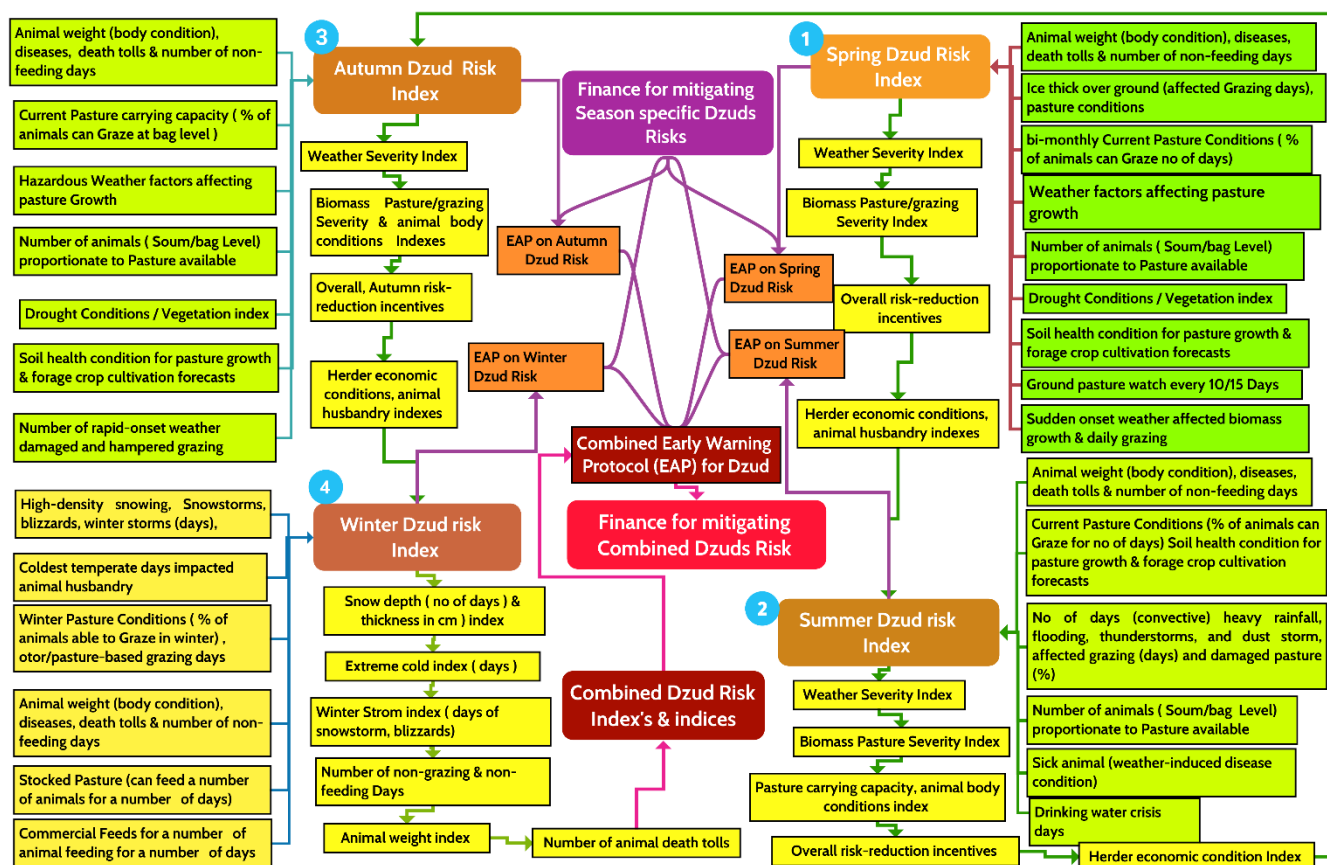 Animal weight (body condition),
diseases, death tolls & number of non-
feeding days
Current Pasture carrying capacity ( % of
animals can Graze at bag level )
Hazardous Weather factors affecting
pasture Growth
Number of animals ( Soum/bag Level)
proportionate to Pasture available
Drought Conditions / Vegetation index
Soil health condition for pasture growth
& forage crop cultivation forecasts
Number of rapid-onset weather
damaged and hampered grazing
3
Autumn Dzud Risk
Index
Weather Severity Index
Biomass Pasture/grazing
Severity & animal body
conditions Indexes
Overall, Autumn risk-
reduction incentives
Herder economic
conditions, animal
husbandry indexes
Finance for mitigating
Season specific Dzuds
Risks
EAP on Autumn
Dzud Risk
EAP on Spring
Dzud Risk
EAP on Winter
Dzud Risk
EAP on Summer
Dzud Risk
Combined Early Warning
Protocol (EAP) for Dzud
Finance for mitigating
Combined Dzuds Risk
Combined Dzud Risk
Index's & indices
1
Spring Dzud Risk
Index
Weather Severity Index
Biomass Pasture/grazing
Severity Index
Overall risk-reduction
incentives
Herder economic conditions,
animal husbandry indexes
Animal weight (body condition), diseases,
death tolls & number of non-feeding days
Ice thick over ground (affected Grazing days),
pasture conditions
bi-monthly Current Pasture Conditions ( %
of animals can Graze no of days)
Weather factors affecting pasture
growth
Number of animals ( Soum/bag Level)
proportionate to Pasture available
Drought Conditions / Vegetation index
Soil health condition for pasture growth &
forage crop cultivation forecasts
Ground pasture watch every 10/15 Days
Sudden onset weather affected biomass
growth & daily grazing
4
Winter Dzud risk
Index
High-density snowing, Snowstorms,
blizzards, winter storms (days),
Coldest temperate days impacted
animal husbandry
Winter Pasture Conditions ( % of
animals able to Graze in winter) ,
otor/pasture-based grazing days
Animal weight (body condition),
diseases, death tolls & number of non-
feeding days
Stocked Pasture (can feed a number
of animals for a number of days)
Commercial Feeds for a number of
animal feeding for a number of days
Snow depth ( no of days ) &
thickness in cm ) index
Extreme cold index ( days )
Winter Strom index ( days of
snowstorm, blizzards)
Number of non-grazing & non-
feeding Days
Animal weight index
Number of animal death tolls
2
Summer Dzud risk
Index
Weather Severity Index
Biomass Pasture Severity Index
Pasture carrying capacity, animal body
conditions index
Overall risk-reduction incentives
Herder economic condition Index
Animal weight (body condition), diseases,
death tolls & number of non-feeding days
Current Pasture Conditions (% of animals can
Graze for no of days) Soil health condition for
pasture growth & forage crop cultivation
forecasts
No of days (convective) heavy rainfall,
flooding, thunderstorms, and dust storm,
affected grazing (days) and damaged pasture
(%)
Number of animals ( Soum/bag Level)
proportionate to Pasture available
Sick animal (weather-induced disease
condition)
Drinking water crisis
days